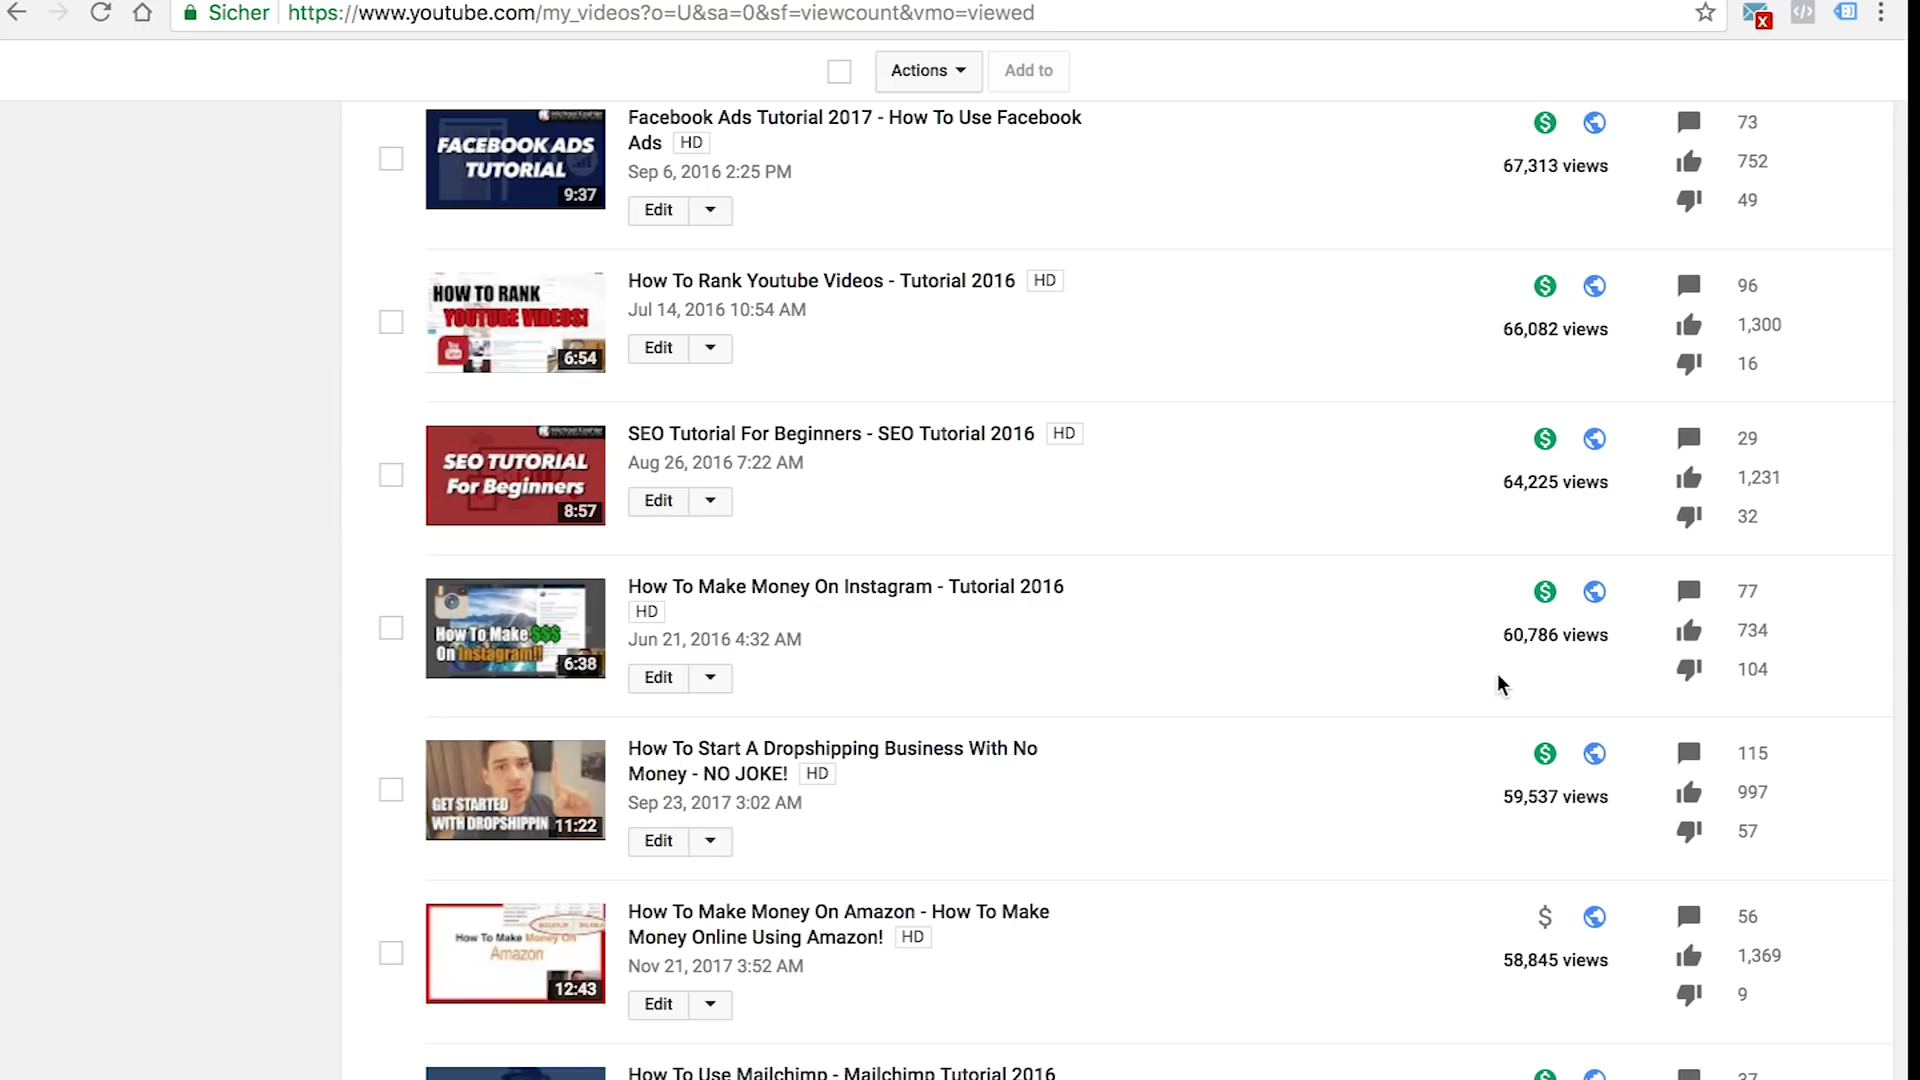 Sicher https://www.youtube.com/my_videos?o=U&sa=0&sf=viewcount&vmo=viewed
Actions Add to
FACEBOOK ADS
TUTORIAL
9:37
Facebook Ads Tutorial 2017 - How To Use Facebook
Ads HD
Sep 6, 2016 2:25 PM
Edit
67,313 views
73
752
49
HOW TO RANK
YOUTUBE VIDEOS!
6:54
How To Rank Youtube Videos - Tutorial 2016 HD
Jul 14, 2016 10:54 AM
Edit
66,082 views
96
1,300
16
SEO TUTORIAL
For Beginners
8:57
SEO Tutorial For Beginners - SEO Tutorial 2016 HD
Aug 26, 2016 7:22 AM
Edit
64,225 views
29
1,231
32
How To Make $$$
On Instagram!!
6:38
How To Make Money On Instagram - Tutorial 2016
HD
Jun 21, 2016 4:32 AM
Edit
60,786 views
77
734
104
GET STARTED
WITH DROPSHIPPIN
11:22
How To Start A Dropshipping Business With No
Money - NO JOKE! HD
Sep 23, 2017 3:02 AM
Edit
59,537 views
115
997
57
How To Make Money On
Amazon
12:43
How To Make Money On Amazon - How To Make
Money Online Using Amazon! HD
Nov 21, 2017 3:52 AM
Edit
58,845 views
56
1,369
9
How To Use Mailchimp - Mailchimp Tutorial 2016
37